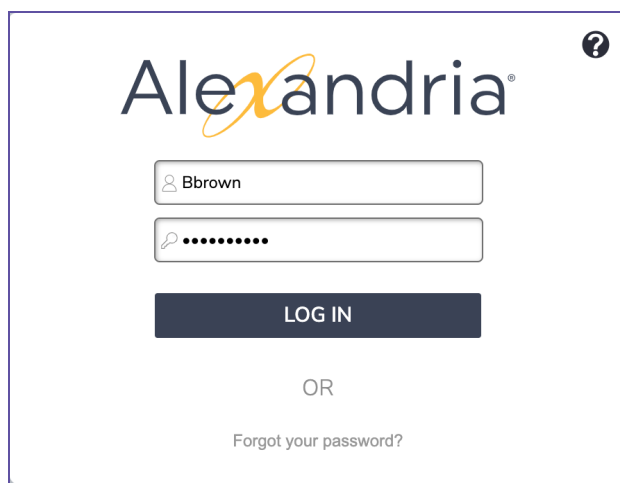 ?
Alexandria®
Bbrown
••••••••••
LOG IN
OR
Forgot your password?